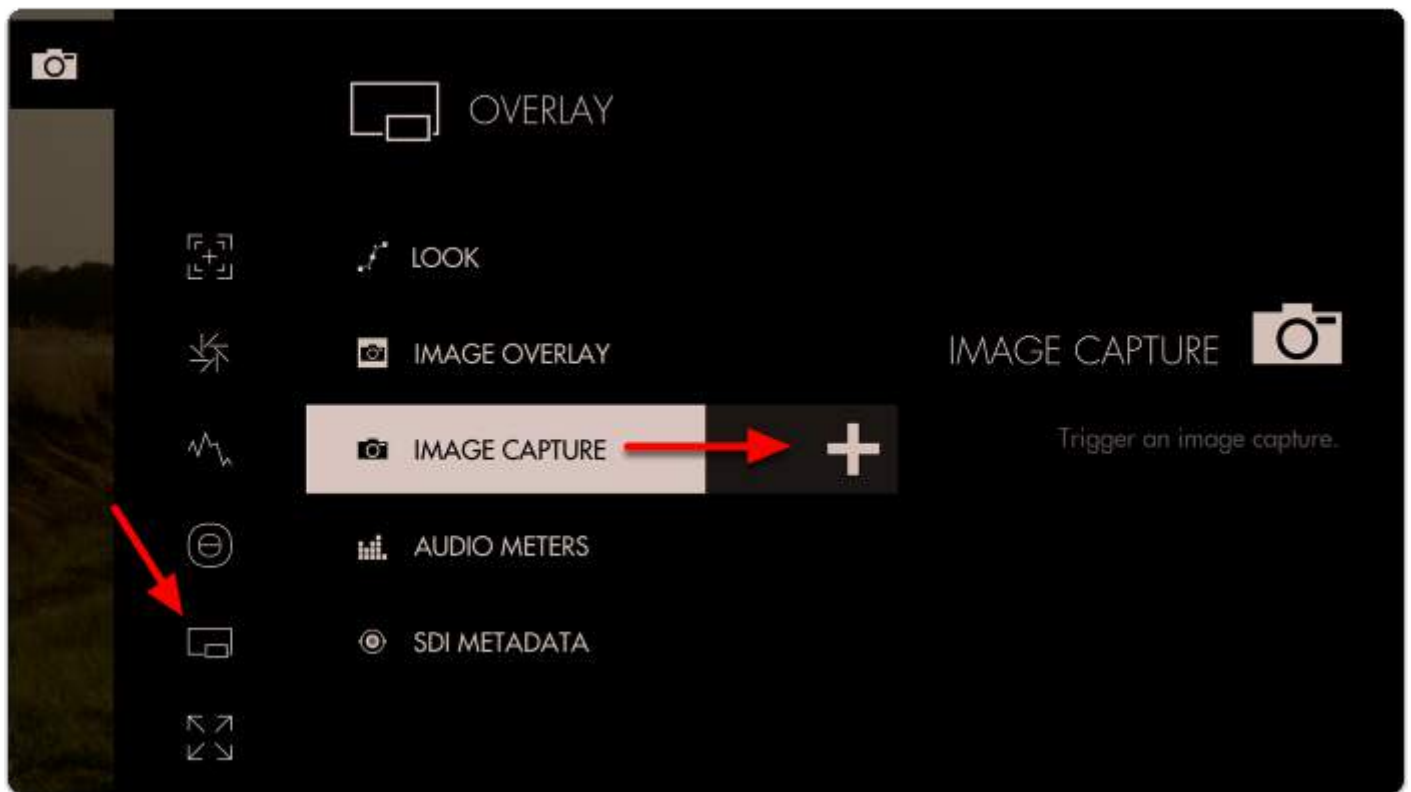 OVERLAY
LOOK
IMAGE OVERLAY
IMAGE CAPTURE
AUDIO METERS
SDI METADATA
IMAGE CAPTURE
Trigger an image capture.